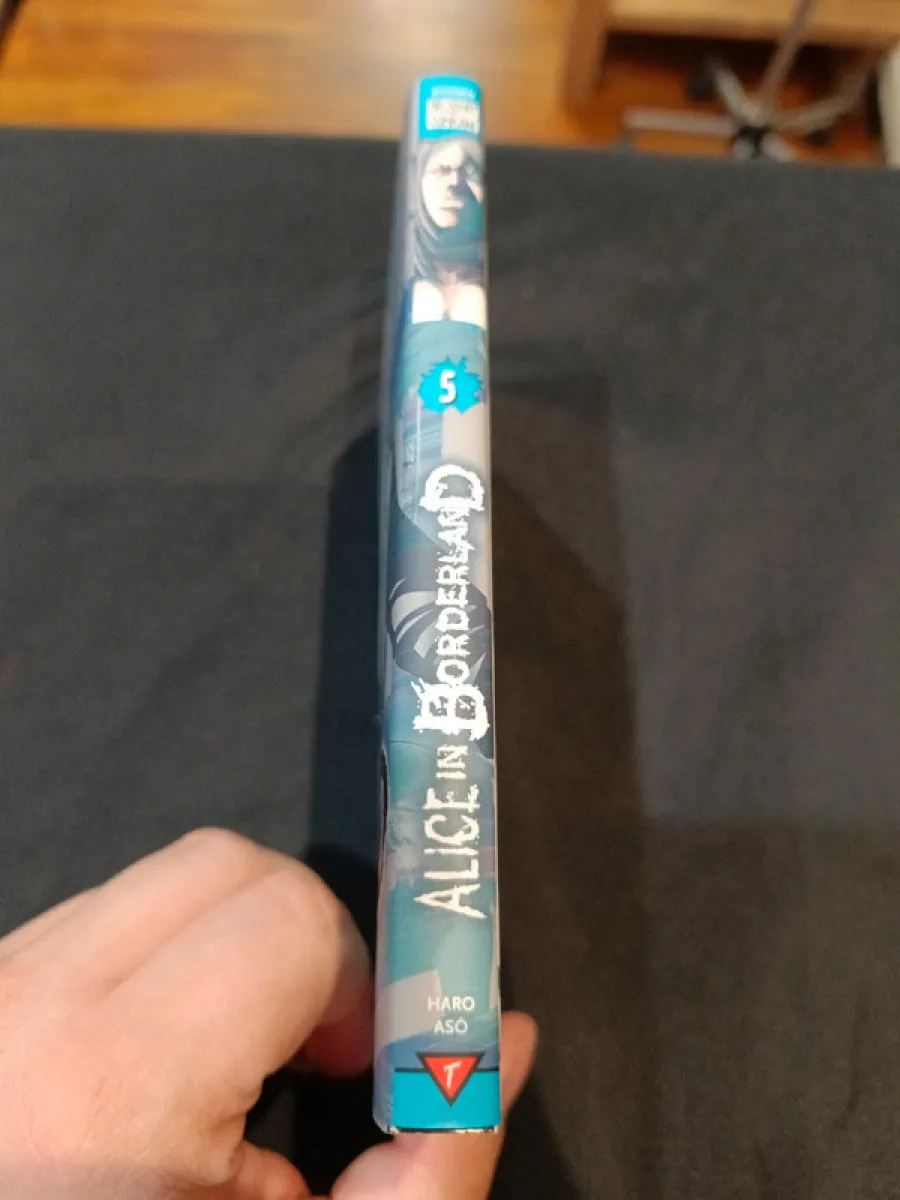 5
ALICE IN BORDERLAND
HARO
ASŌ
T